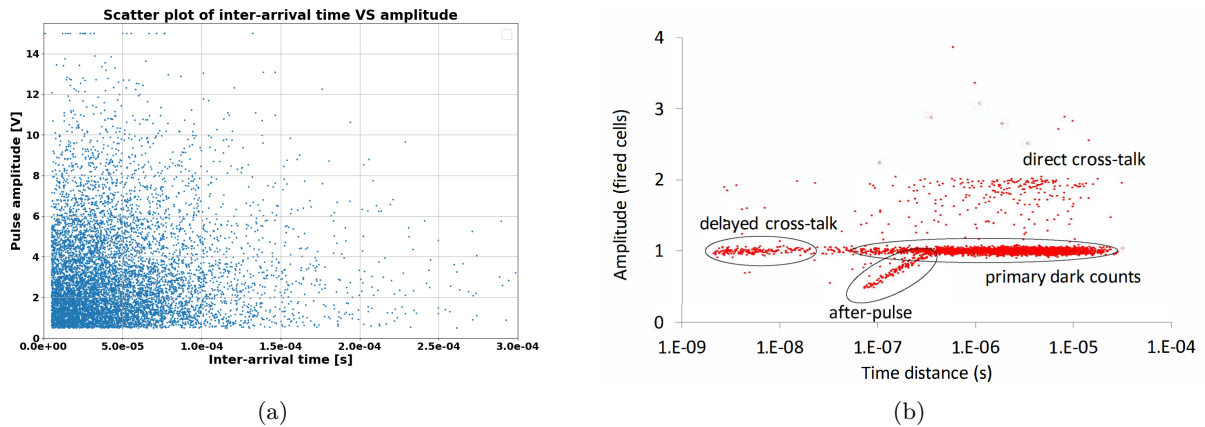 Scatter plot of inter-arrival time VS amplitude
Pulse amplitude [V]
14
12
10
8
6
4
2
0
0.0e+00 5.0e-05 1.0e-04 1.5e-04 2.0e-04 2.5e-04 3.0e-04
Inter-arrival time [s]
(a)
Amplitude (fired cells)
4
3
2
1
0
direct cross-talk
delayed cross-talk
primary dark counts
after-pulse
1.E-09 1.E-08 1.E-07 1.E-06 1.E-05 1.E-04
Time distance (s)
(b)